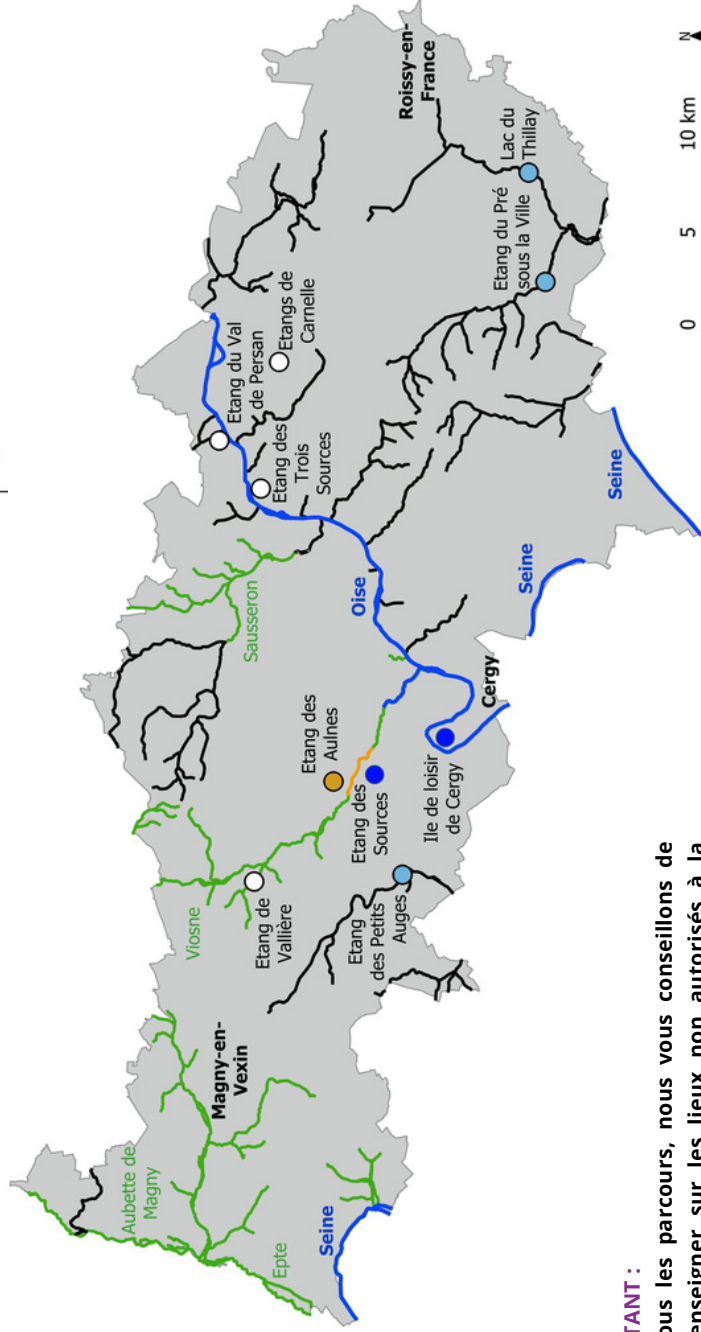 Aubette de
Magny
Epte
Seine
Magny-en-
Vexin
Viosne
Etang de
Vallière
Etang
des Petits
Auges
Etang des
Aulnes
Etang des
Sources
Ile de loisir
de Cergy
Cergy
Sausseron
Oise
Etang des
Trois
Sources
Etang du Val
de Persan
Etangs de
Carnelle
Seine
Seine
Etang du Pré
sous la Ville
Lac du
Thillay
Roissy-en-
France
0
5
10 km
N
TANT :
ous les parcours, nous vous conseillons de
enseigner sur les lieux non autorisés à la